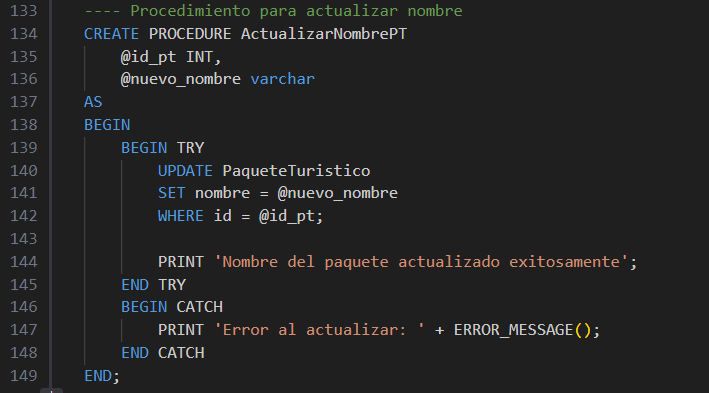 133 ---- Procedimiento para actualizar nombre
134 CREATE PROCEDURE ActualizarNombrePT
135 @id_pt INT,
136 @nuevo_nombre varchar
137 AS
138 BEGIN
139 BEGIN TRY
140 UPDATE PaqueteTuristico
141 SET nombre = @nuevo_nombre
142 WHERE id = @id_pt;
143
144 PRINT 'Nombre del paquete actualizado exitosamente';
145 END TRY
146 BEGIN CATCH
147 PRINT 'Error al actualizar: ' + ERROR_MESSAGE();
148 END CATCH
149 END;